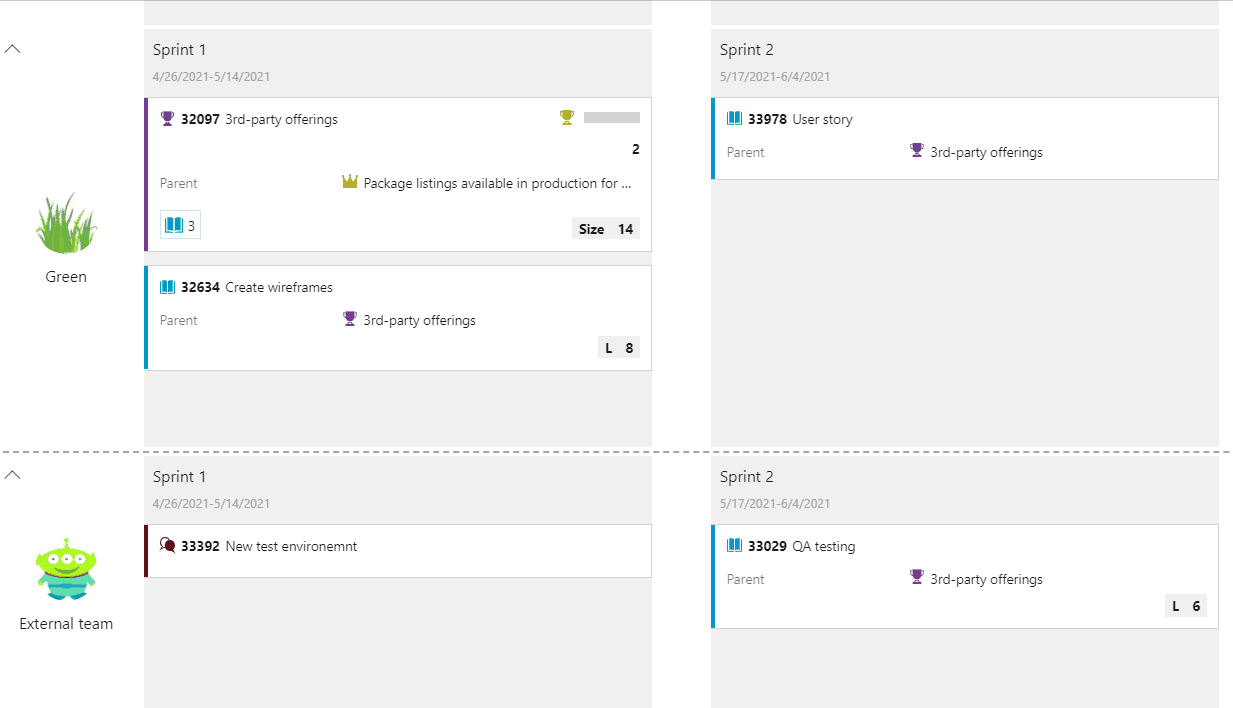 Sprint 1
4/26/2021-5/14/2021
32097 3rd-party offerings
2
Parent Package listings available in production for ...
3
Size 14
32634 Create wireframes
Parent 3rd-party offerings
L 8
Sprint 2
5/17/2021-6/4/2021
33978 User story
Parent 3rd-party offerings
Green
Sprint 1
4/26/2021-5/14/2021
33392 New test environemnt
Sprint 2
5/17/2021-6/4/2021
33029 QA testing
Parent 3rd-party offerings
L 6
External team